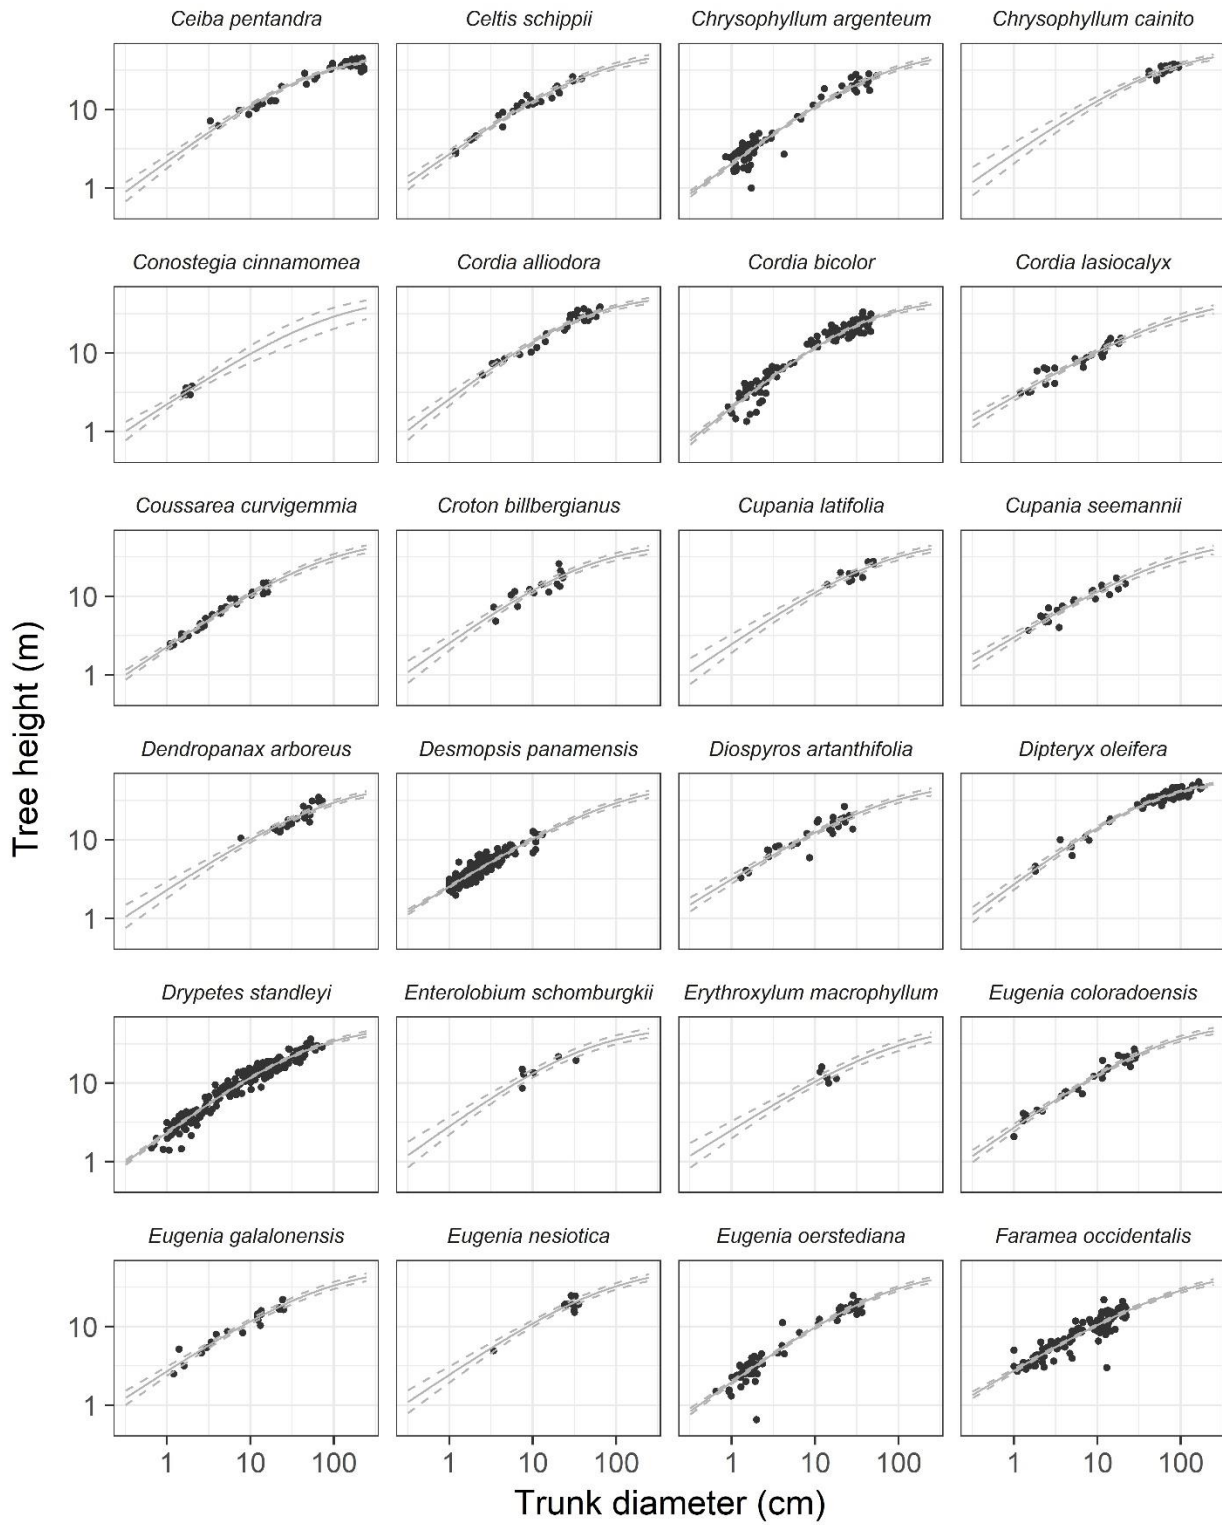 Ceiba pentandra
Celtis schippii
Chrysophyllum argenteum
Chrysophyllum cainito
10
1
Conostegia cinnamomea
Cordia alliodora
Cordia bicolor
Cordia lasiocalyx
10
1
Coussarea curvigemmia
Croton billbergianus
Cupania latifolia
Cupania seemannii
10
1
Tree height (m)
Dendropanax arboreus
Desmopsis panamensis
Diospyros artanthifolia
Dipteryx oleifera
10
1
Drypetes standleyi
Enterolobium schomburgkii
Erythroxylum macrophyllum
Eugenia coloradoensis
10
1
Eugenia galalonensis
Eugenia nesiotica
Eugenia oerstediana
Faramea occidentalis
10
1
1 10 100
1 10 100
1 10 100
1 10 100
Trunk diameter (cm)